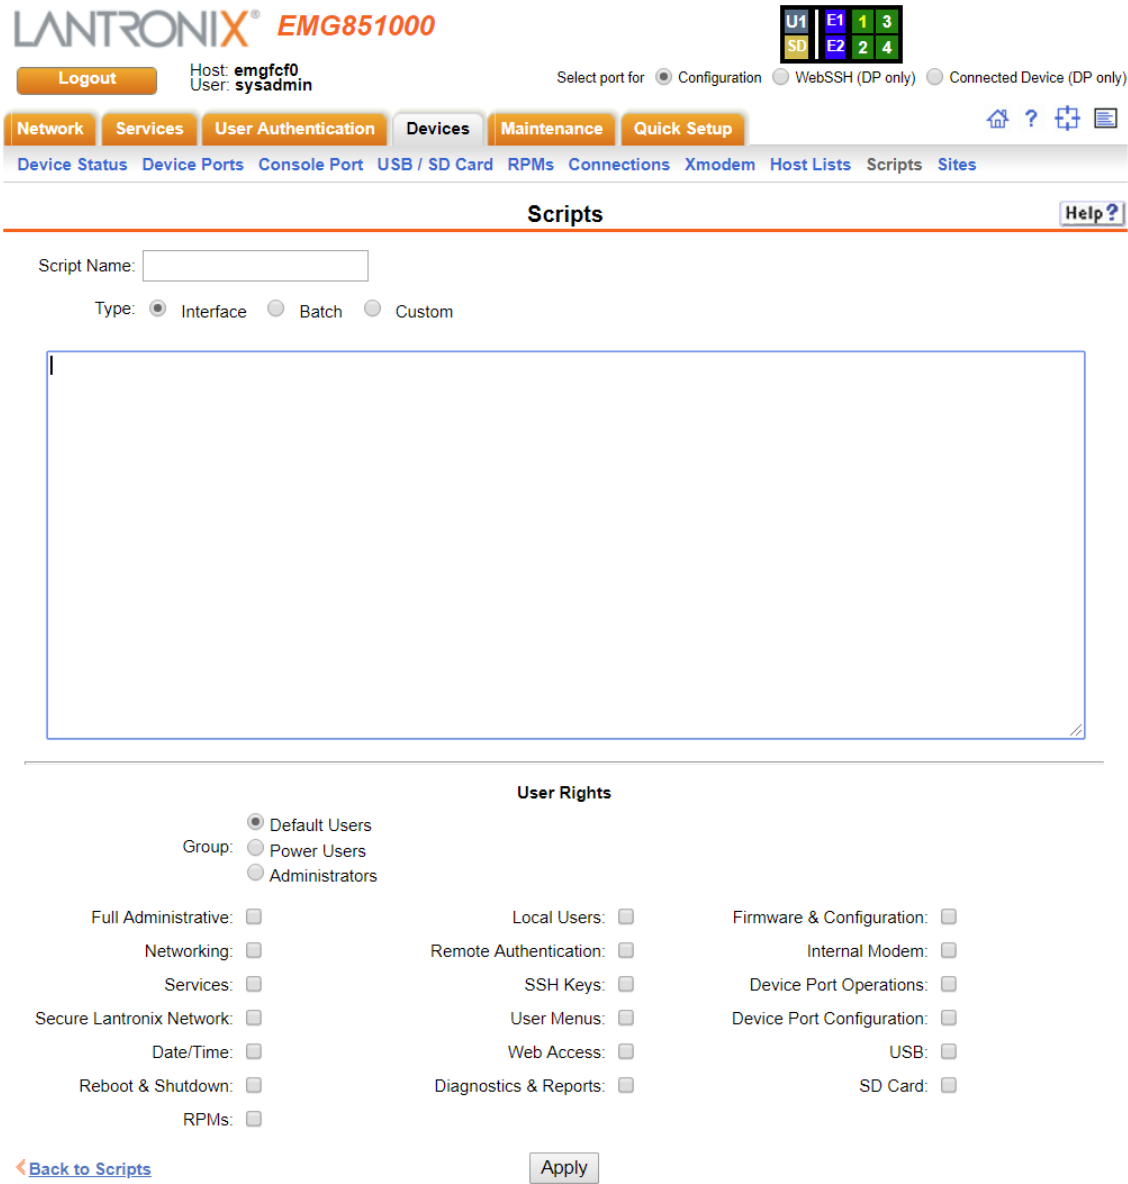 LANTRONIX® EMG851000
U1 E1 1 3
SD E2 2 4
Logout
Host: emgfcf0
User: sysadmin
Select port for Configuration WebSSH (DP only) Connected Device (DP only)
Network Services User Authentication Devices Maintenance Quick Setup
?
Device Status Device Ports Console Port USB / SD Card RPMs Connections Xmodem Host Lists Scripts Sites
Scripts
Help?
Script Name:
Type: Interface Batch Custom
User Rights
Group:
Default Users
Power Users
Administrators
Full Administrative: Local Users: Firmware & Configuration:
Networking: Remote Authentication: Internal Modem:
Services: SSH Keys: Device Port Operations:
Secure Lantronix Network: User Menus: Device Port Configuration:
Date/Time: Web Access: USB:
Reboot & Shutdown: Diagnostics & Reports: SD Card:
RPMs:
Back to Scripts
Apply